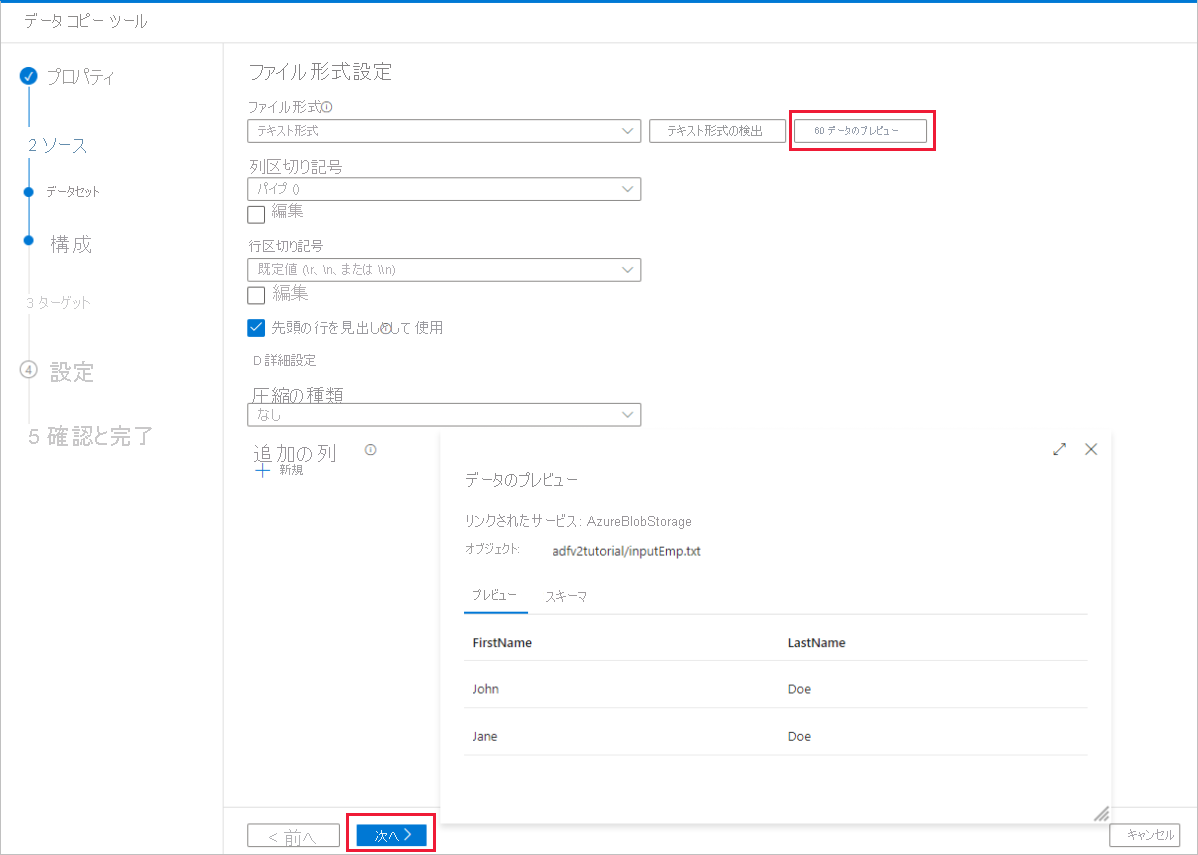 データ コピー ツール
プロパティ
2 ソース
データセット
構成
3 ターゲット
4 設定
5 確認と完了
ファイル形式設定
ファイル形式
テキスト形式
テキスト形式の検出
60 データのプレビュー
列区切り記号
パイプ ()
編集
行区切り記号
既定値 (\r、\n、または \\n)
編集
先頭の行を見出しとして 使用
D 詳細設定
圧縮の種類
なし
追加の列
新規
データのプレビュー
リンクされたサービス: AzureBlobStorage
オブジェクト: adfv2tutorial/inputEmp.txt
プレビュー スキーマ
FirstName LastName
John Doe
Jane Doe
< 前へ
次へ >
キャンセル